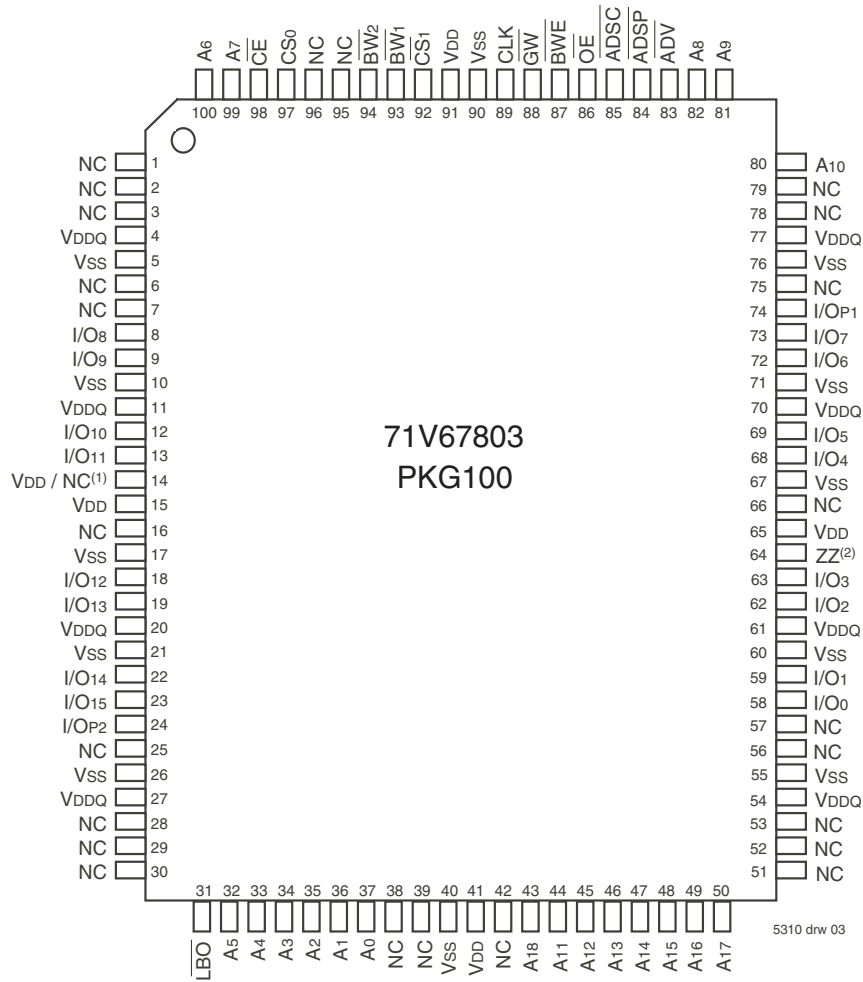 A6 A7 CE CS0 NC NC BW2 BW1 CS1 VDD VSS CLK GW BWE OE ADSC ADSP ADV A8 A9
100 99 98 97 96 95 94 93 92 91 90 89 88 87 86 85 84 83 82 81
NC 1 80 A10
NC 2 79 NC
NC 3 78 NC
VDDQ 4 77 VDDQ
VSS 5 76 VSS
NC 6 75 NC
NC 7 74 I/OP1
I/O8 8 73 I/O7
I/O9 9 72 I/O6
VSS 10 71 VSS
VDDQ 11 70 VDDQ
I/O10 12 69 I/O5
I/O11 13 68 I/O4
VDD / NC(1) 14 67 VSS
VDD 15 66 NC
NC 16 65 VDD
VSS 17 64 ZZ(2)
I/O12 18 63 I/O3
I/O13 19 62 I/O2
VDDQ 20 61 VDDQ
VSS 21 60 VSS
I/O14 22 59 I/O1
I/O15 23 58 I/O0
I/OP2 24 57 NC
NC 25 56 NC
VSS 26 55 VSS
VDDQ 27 54 VDDQ
NC 28 53 NC
NC 29 52 NC
NC 30 51 NC
71V67803
PKG100
31 32 33 34 35 36 37 38 39 40 41 42 43 44 45 46 47 48 49 50
LBO A5 A4 A3 A2 A1 A0 NC NC VSS VDD NC A18 A11 A12 A13 A14 A15 A16 A17
5310 drw 03